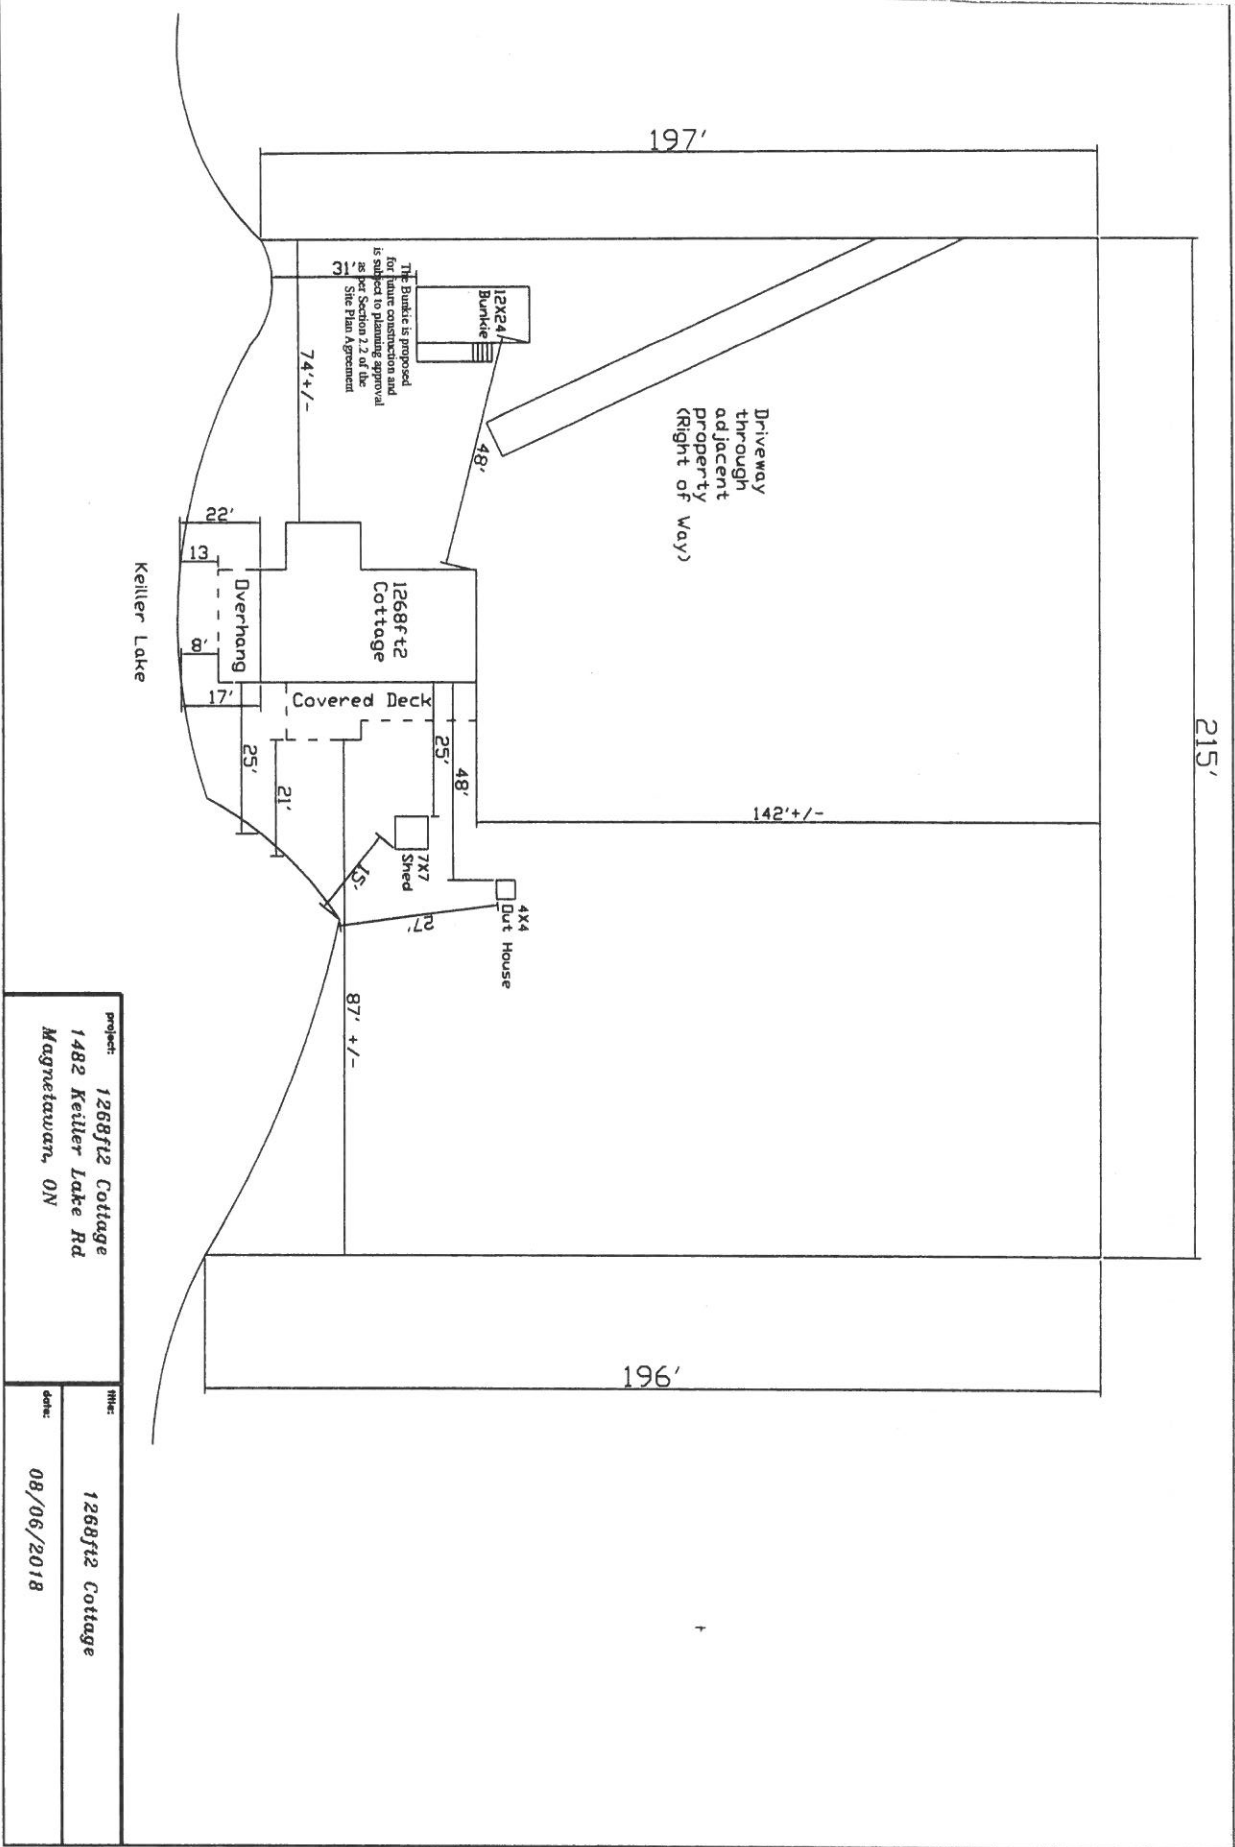 197'
215'
196'
31'
The Bunkie is proposed
for future construction and
is subject to planning approval
as per Section 2.2 of the
Site Plan Agreement
12X24
Bunkie
74'+/-
48'
Driveway
through
adjacent
property
(Right of Way)
22'
13
8'
17'
Overhang
1268ft2
Cottage
Covered Deck
Keiller Lake
25'
21'
25'
48'
142'+/-
7X7
Shed
15'
27'
4X4
Out House
87' +/-
project:
1268ft2 Cottage
1482 Keiller Lake Rd
Magnetawan, ON
title:
1268ft2 Cottage
date:
08/06/2018